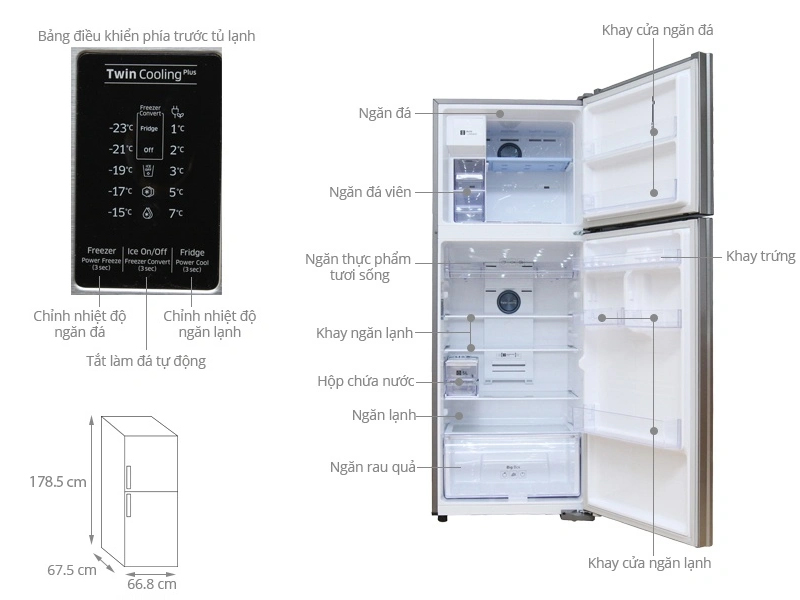 Bảng điều khiển phía trước tủ lạnh
Twin Cooling Plus
Freezer
Convert
-23°C Fridge 1°C
-21°C Off 2°C
-19°C 3°C
-17°C 5°C
-15°C 7°C
Freezer Ice On/Off Fridge
Power Freeze Freezer Convert Power Cool
(3 sec) (3 sec) (3 sec)
Chỉnh nhiệt độ
ngăn đá
Chỉnh nhiệt độ
ngăn lạnh
Tắt làm đá tự động
178.5 cm
67.5 cm
66.8 cm
Khay cửa ngăn đá
Ngăn đá
Ngăn đá viên
Ngăn thực phẩm
tươi sống
Khay trứng
Khay ngăn lạnh
Hộp chứa nước
Ngăn lạnh
Ngăn rau quả
Khay cửa ngăn lạnh